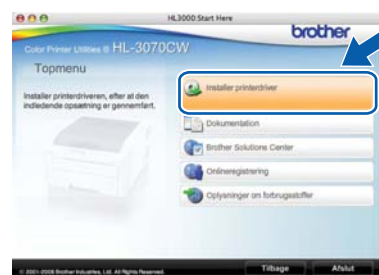 HL3000:Start Here
brother
Color Printer Utilities @ HL-3070CW
Topmenu
Installer printerdriveren, efter at den
indledende opsætning er gennemført.
Installer printerdriver
Dokumentation
Brother Solutions Center
Onlineregistrering
Oplysninger om forbrugsstoffer
© 2001-2008 Brother Industries, Ltd. All Rights Reserved.
Tilbage
Afslut